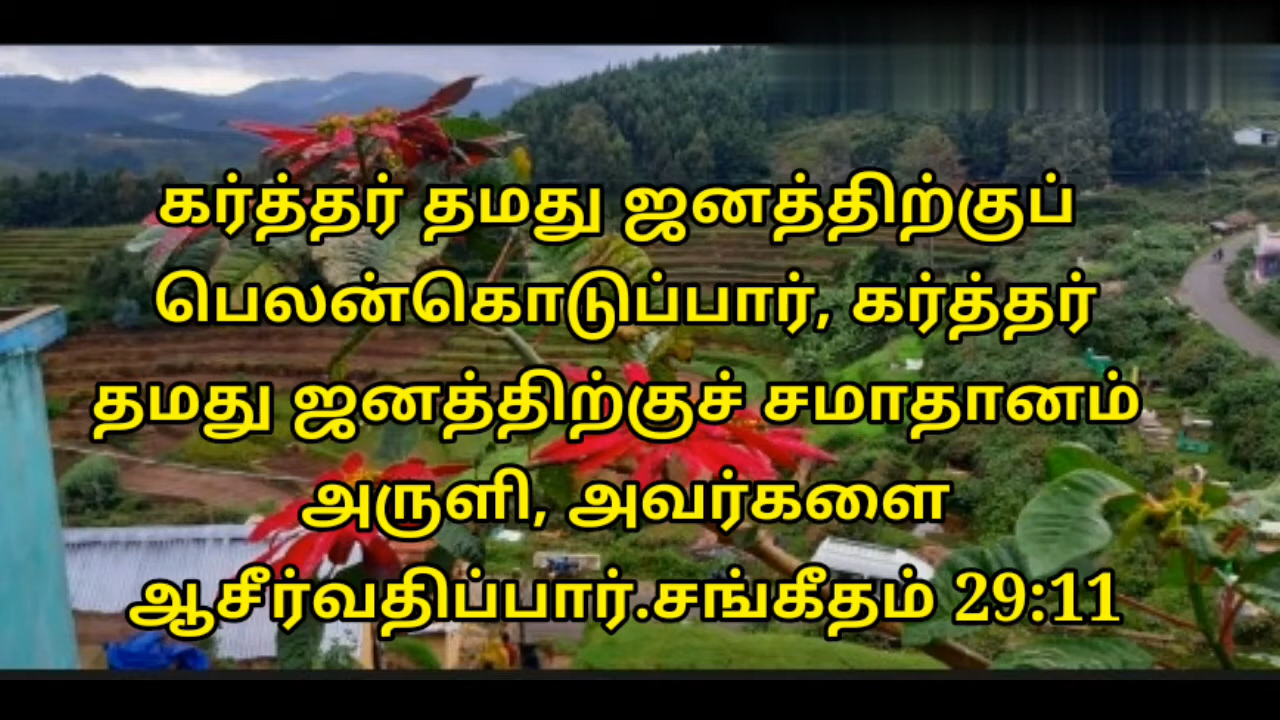 கர்த்தர் தமது ஜனத்திற்குப்
பெலன்கொடுப்பார், கர்த்தர்
தமது ஜனத்திற்குச் சமாதானம்
அருளி, அவர்களை
ஆசீர்வதிப்பார்.சங்கீதம் 29:11